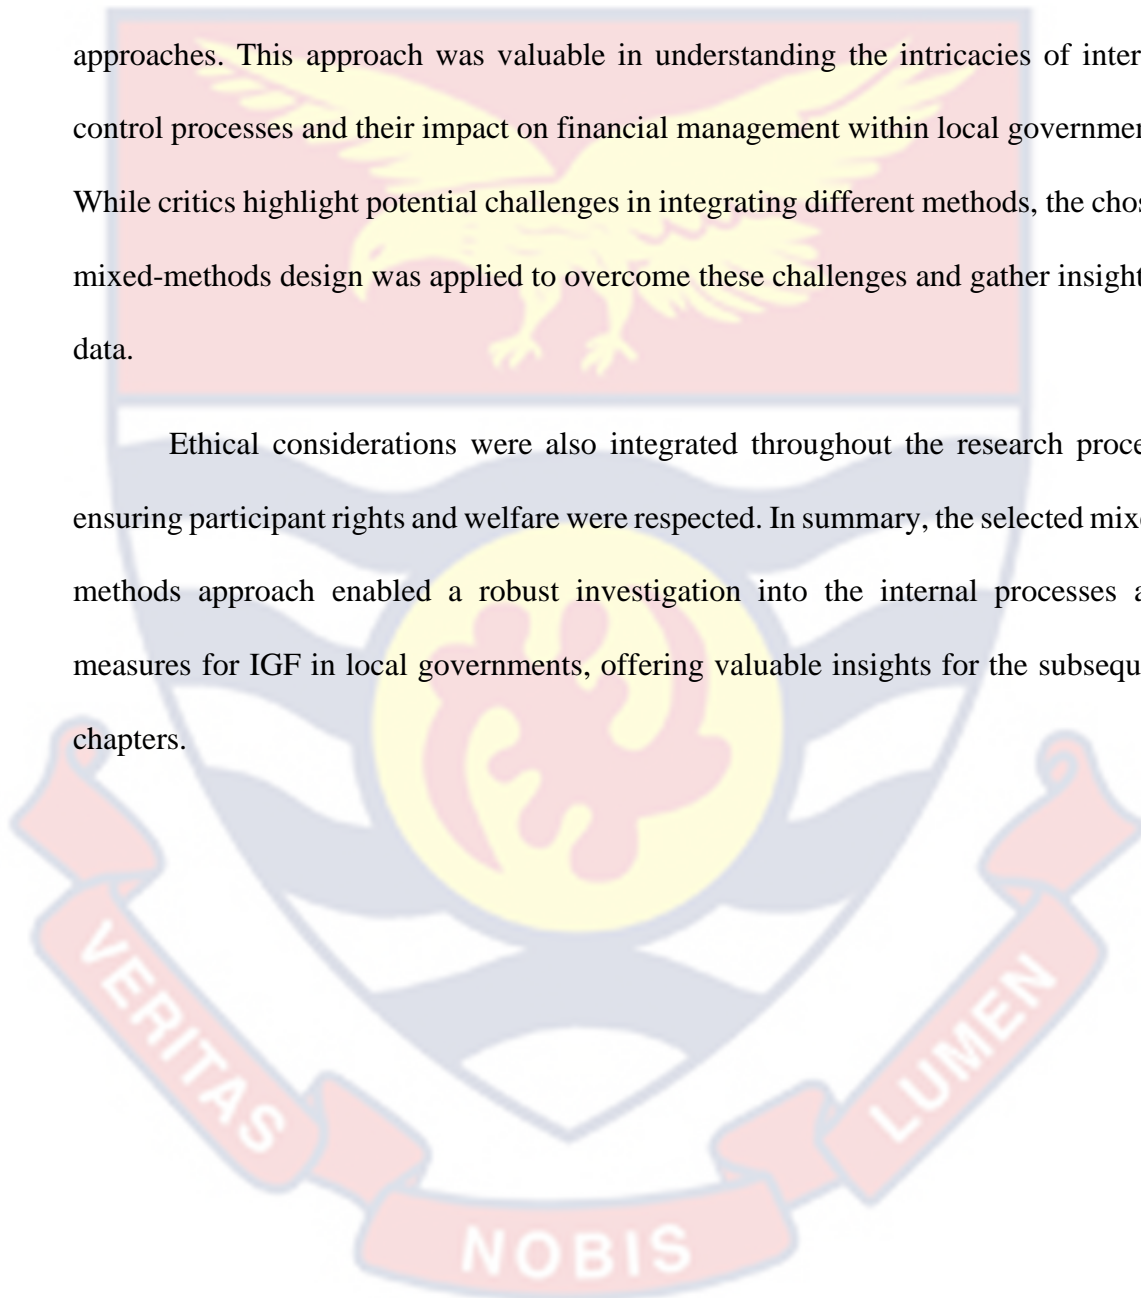 approaches. This approach was valuable in understanding the intricacies of inter
control processes and their impact on financial management within local governmen
While critics highlight potential challenges in integrating different methods, the chos
mixed-methods design was applied to overcome these challenges and gather insight
data.
Ethical considerations were also integrated throughout the research proce
ensuring participant rights and welfare were respected. In summary, the selected mixe
methods approach enabled a robust investigation into the internal processes a
measures for IGF in local governments, offering valuable insights for the subsequ
chapters.
VERITAS
NOBIS
LUMEN